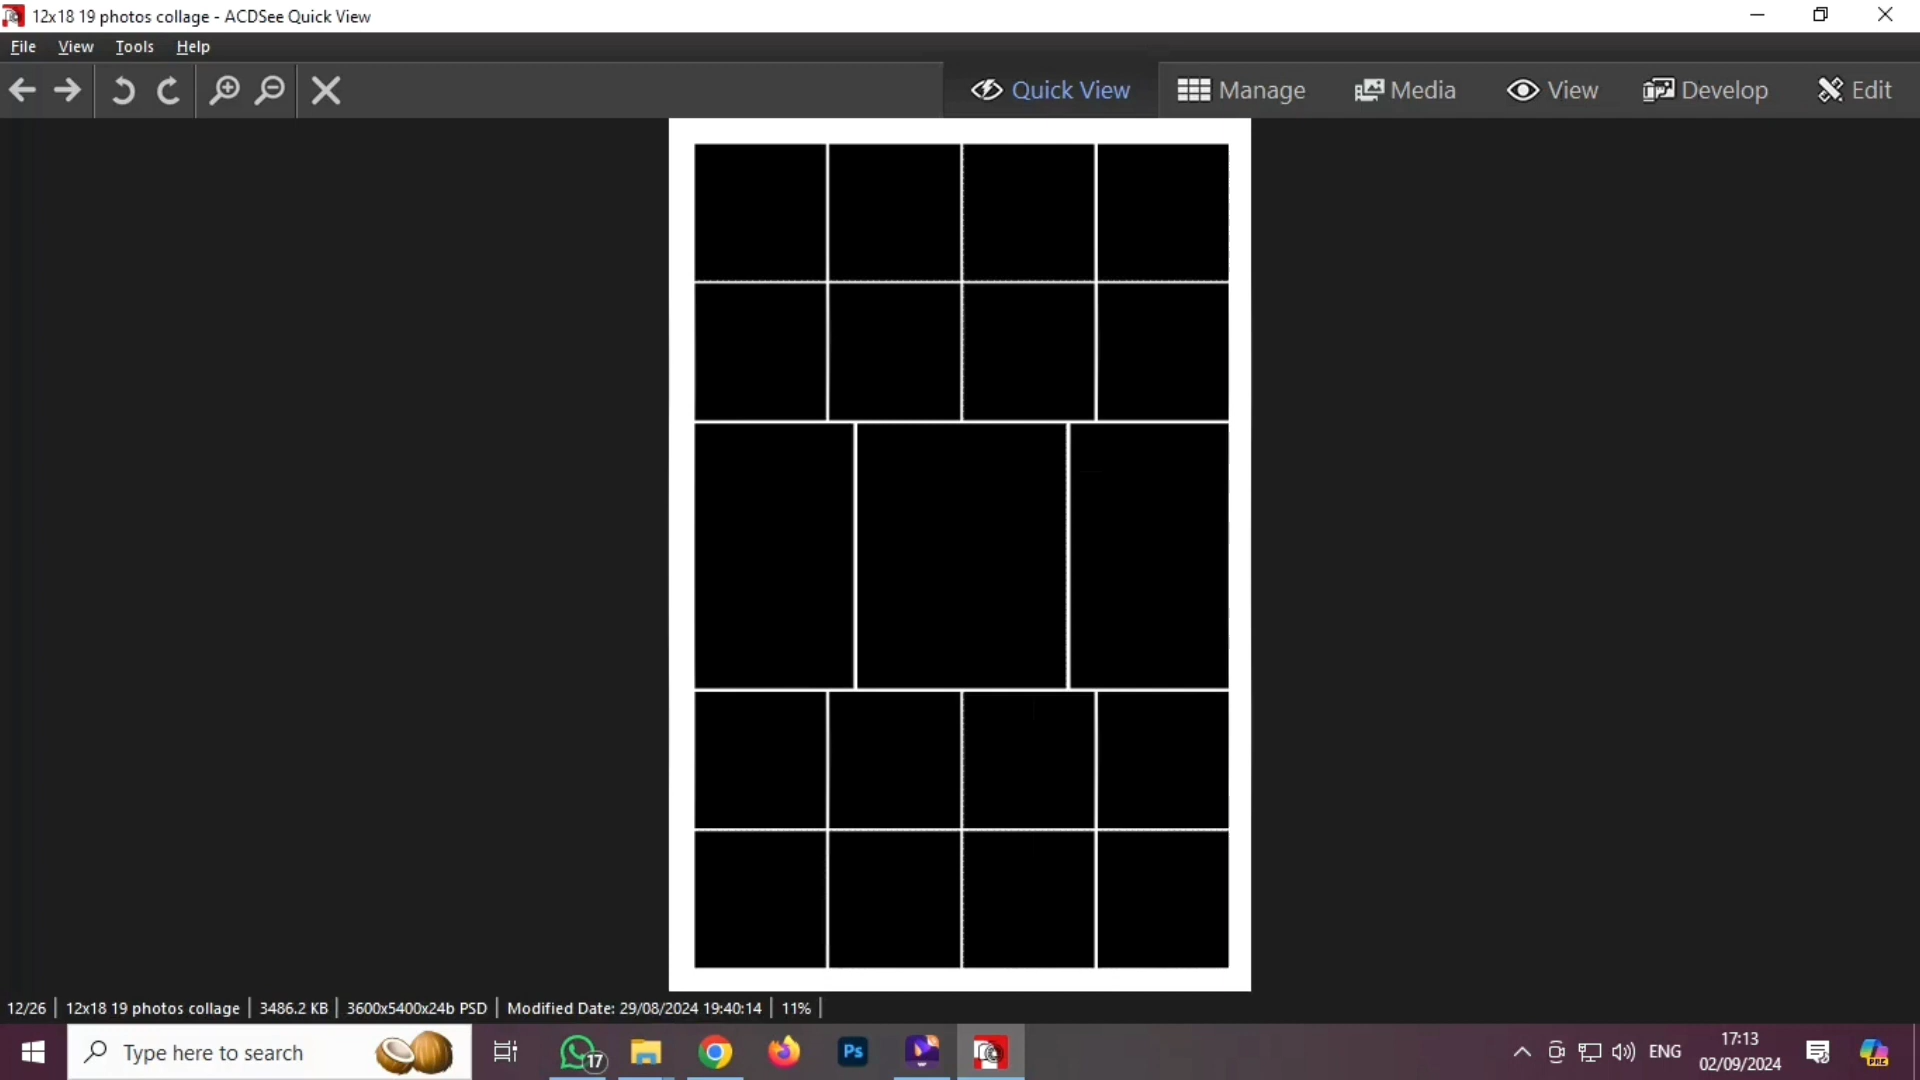 12x18 19 photos collage - ACDSee Quick View
File View Tools Help
Quick View Manage Media View Develop Edit
12/26 12x18 19 photos collage 3486.2 KB 3600x5400x24b PSD Modified Date: 29/08/2024 19:40:14 11%
Type here to search 17 Ps ENG 17:13
02/09/2024 PRE